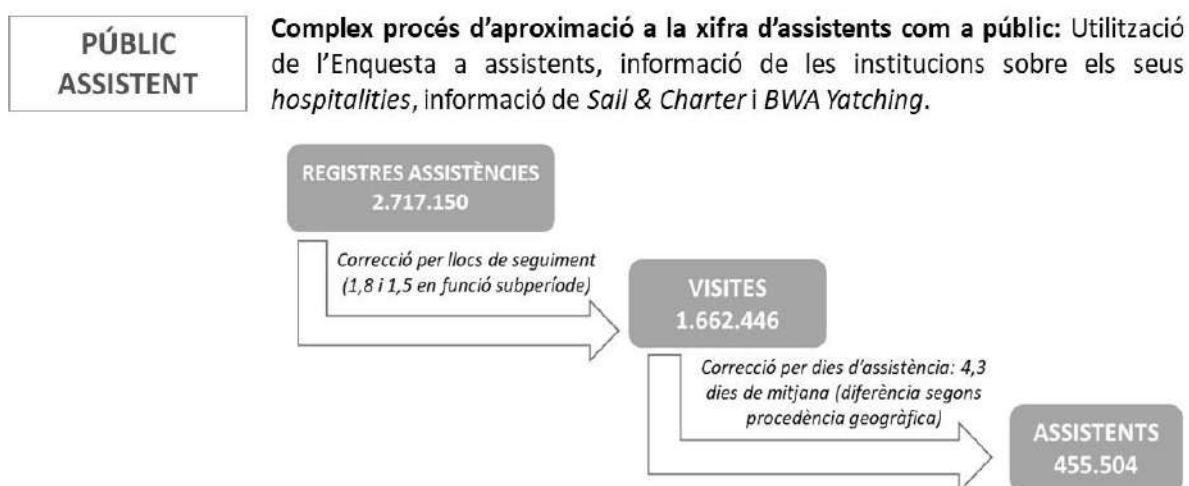 PÚBLIC
ASSISTENT
Complex procés d'aproximació a la xifra d'assistents com a públic: Utilització
de l'Enquesta a assistents, informació de les institucions sobre els seus
hospitalities, informació de Sail & Charter i BWA Yatching.
REGISTRES ASSISTÈNCIES
2.717.150
Correcció per llocs de seguiment
(1,8 i 1,5 en funció subperíode)
VISITES
1.662.446
Correcció per dies d'assistència: 4,3
dies de mitjana (diferència segons
procedència geogràfica)
ASSISTENTS
455.504